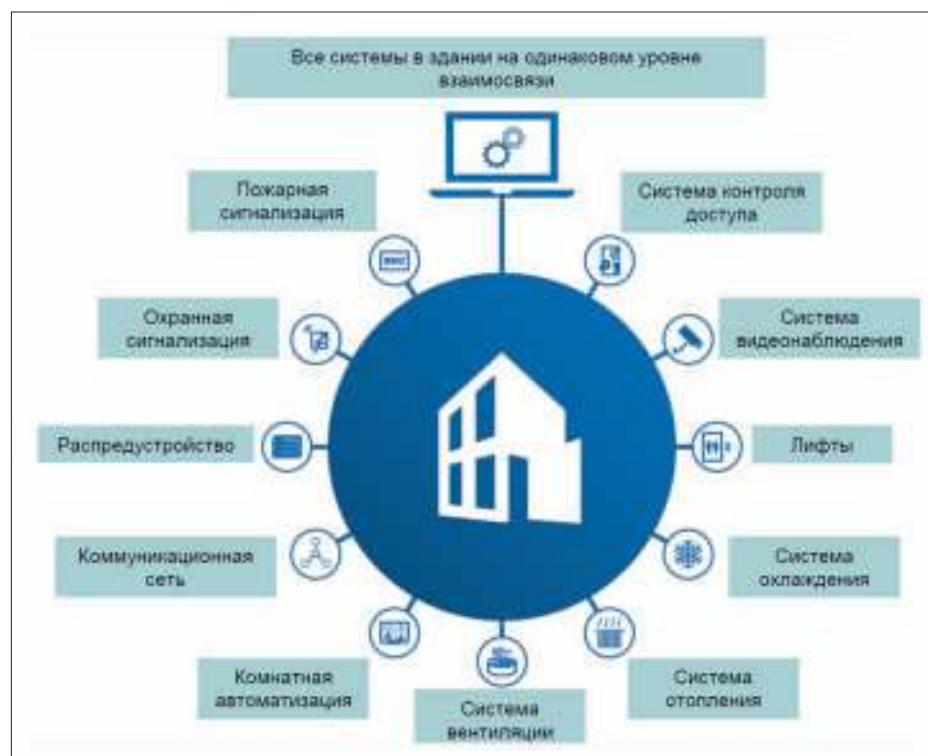 Все системы в здании на одинаковом уровне
взаимосвязи
Пожарная
сигнализация
Система контроля
доступа
Охранная
сигнализация
Система
видеонаблюдения
Распредустройство
Лифты
Коммуникационная
сеть
Система
охлаждения
Комнатная
автоматизация
Система
вентиляции
Система
отопления